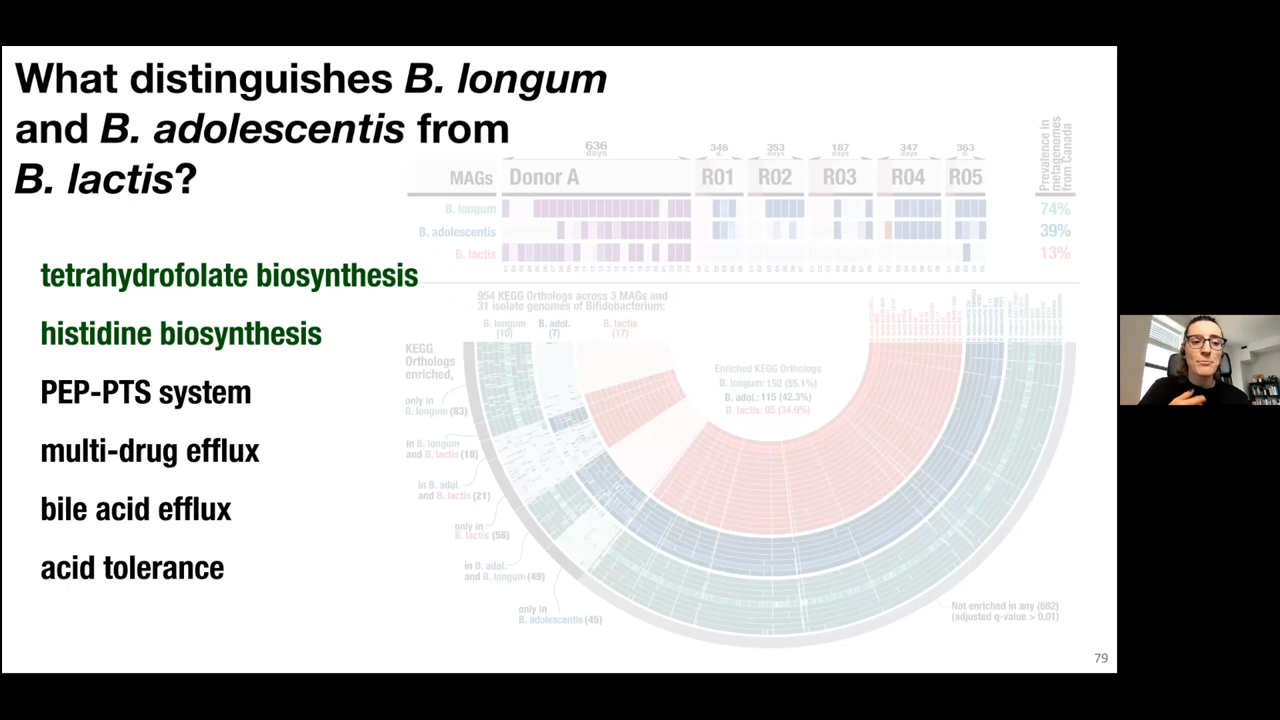 What distinguishes B. longum
and B. adolescentis from
B. lactis?
tetrahydrofolate biosynthesis
histidine biosynthesis
PEP-PTS system
multi-drug efflux
bile acid efflux
acid tolerance
636
days
346
353
days
187
days
347
days
363
MAGs
Donor A
R01
R02
R03
R04
R05
Prevalence in
metagenomes
from Canada
B. longum
74%
B. adolescentis
39%
B. lactis
13%
954 KEGG Orthologs across 3 MAGs and
31 isolate genomes of Bifidobacterium:
B. longum
(10)
B. adol.
(7)
B. lactis
(17)
KEGG
Orthologs
enriched,
only in
B. longum (83)
in B. longum
and B. lactis (18)
in B. adol.
and B. lactis (21)
only in
B. lactis (56)
in B. adol.
and B. longum (49)
only in
B. adolescentis (45)
Enriched KEGG Orthologs
B. longum: 150 (55.1%)
B. adol.: 115 (42.3%)
B. lactis: 95 (34.9%)
Not enriched in any (682)
(adjusted q-value > 0.01)
79